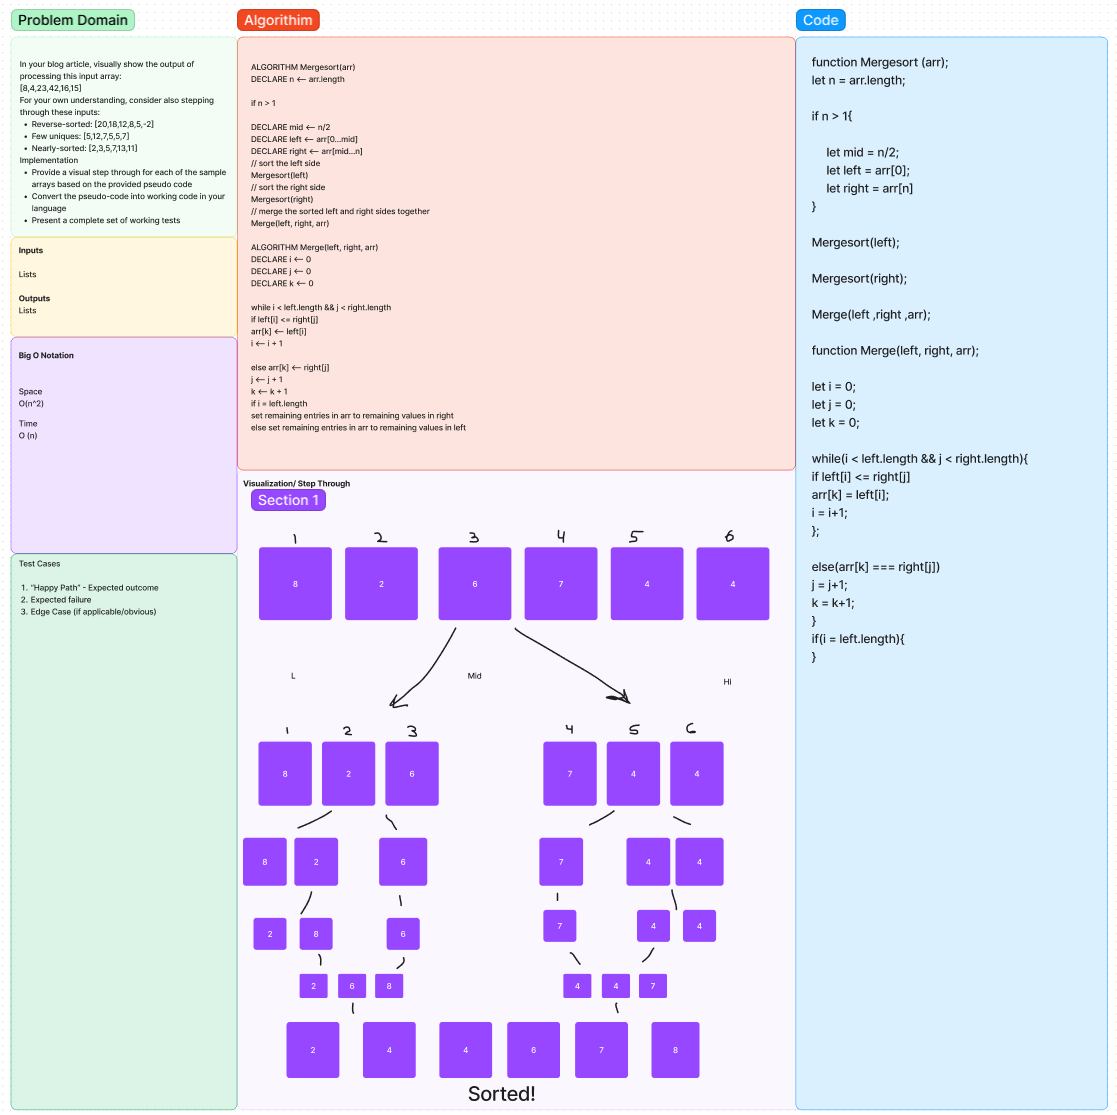 Problem Domain
In your blog article, visually show the output of
processing this input array:
[8,4,23,42,16,15]
For your own understanding, consider also stepping
through these inputs:
• Reverse-sorted: [20,18,12,8,5,-2]
• Few uniques: [5,12,7,5,5,7]
• Nearly-sorted: [2,3,5,7,13,11]
Implementation
• Provide a visual step through for each of the sample
arrays based on the provided pseudo code
• Convert the pseudo-code into working code in your
language
• Present a complete set of working tests
Inputs
Lists
Outputs
Lists
Big O Notation
Space
O(n^2)
Time
O (n)
Test Cases
1. "Happy Path" - Expected outcome
2. Expected failure
3. Edge Case (if applicable/obvious)
Algorithim
ALGORITHM Mergesort(arr)
DECLARE n <-- arr.length
if n > 1
DECLARE mid <-- n/2
DECLARE left <-- arr[0...mid]
DECLARE right <-- arr[mid...n]
// sort the left side
Mergesort(left)
// sort the right side
Mergesort(right)
// merge the sorted left and right sides together
Merge(left, right, arr)
ALGORITHM Merge(left, right, arr)
DECLARE i <-- 0
DECLARE j <-- 0
DECLARE k <-- 0
while i < left.length && j < right.length
if left[i] <= right[j]
arr[k] <-- left[i]
i <-- i + 1
else arr[k] <-- right[j]
j <-- j + 1
k <-- k + 1
if i = left.length
set remaining entries in arr to remaining values in right
else set remaining entries in arr to remaining values in left
Visualization/ Step Through
Section 1
1 2 3 4 5 6
8 2 6 7 4 4
L Mid Hi
1 2 3 4 5 6
8 2 6 7 4 4
8 2 6 7 4 4
2 8 6 7 4 4
2 6 8 4 4 7
2 4 4 6 7 8
Sorted!
Code
function Mergesort (arr);
let n = arr.length;
if n > 1{
let mid = n/2;
let left = arr[0];
let right = arr[n]
}
Mergesort(left);
Mergesort(right);
Merge(left ,right ,arr);
function Merge(left, right, arr);
let i = 0;
let j = 0;
let k = 0;
while(i < left.length && j < right.length){
if left[i] <= right[j]
arr[k] = left[i];
i = i+1;
};
else(arr[k] === right[j])
j = j+1;
k = k+1;
}
if(i = left.length){
}